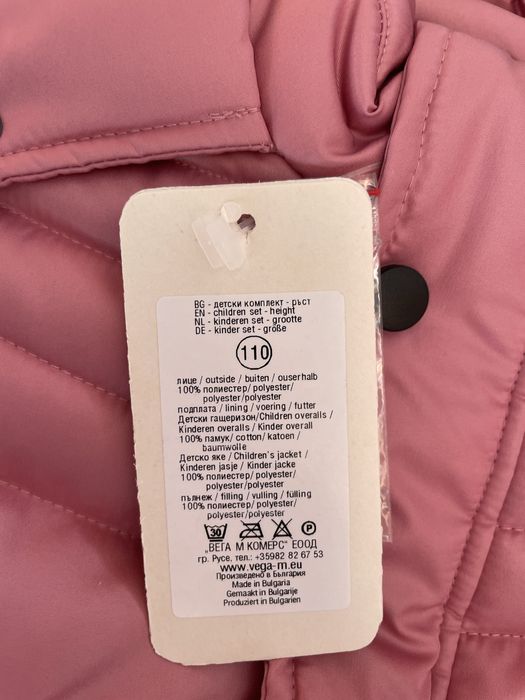 BG - детски комплект - ръст
EN - children set - height
NL - kinderen set - grootte
DE - kinder set - größe
110
лице / outside / buiten / ouserhalb
100% полиестер/ polyester/
polyester/polyester
подплата / lining / voering / futter
Детски гащеризон/Children overalls /
Kinderen overalls / Kinder overall
100% памук/ cotton/ katoen /
baumwolle
Детско яке /Children's jacket /
Kinderen jasje / Kinder jacke
100% полиестер/ polyester/
polyester/polyester
пълнеж / filling / vulling / fülling
100% полиестер/ polyester/
polyester/polyester
30 P
„ВЕГА М КОМЕРС" ЕООД
гр. Русе, тел.: +35982 82 67 53
www.vega-m.eu
Произведено в България
Made in Bulgaria
Gemaakt in Bulgarije
Produziert in Bulgarien